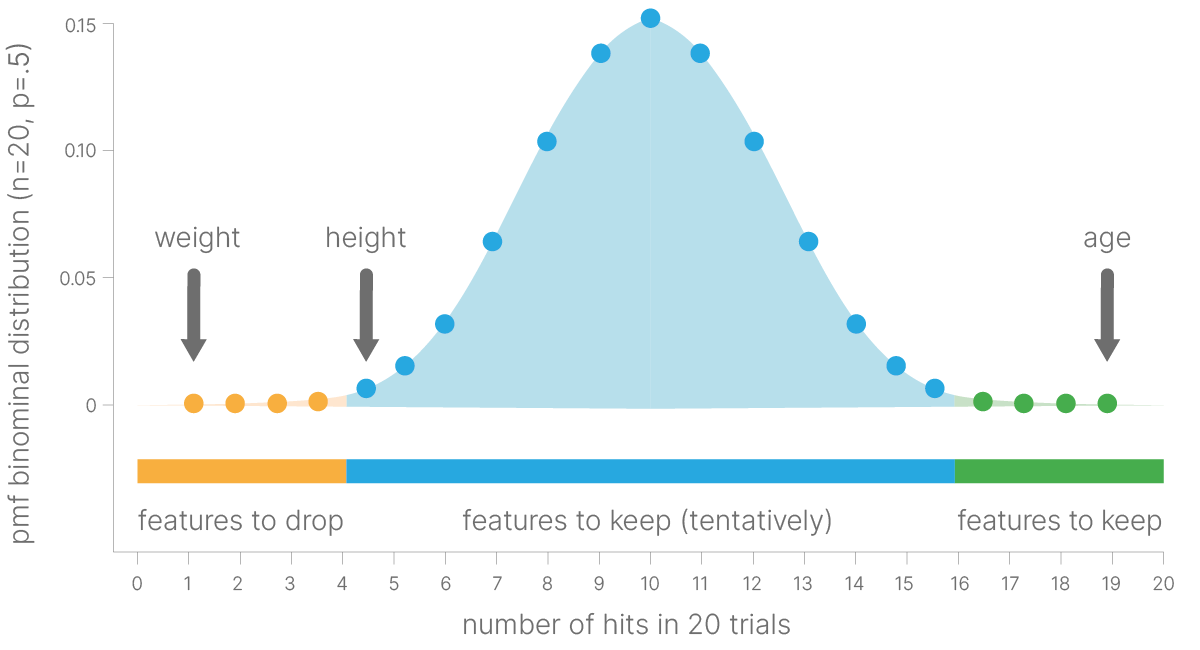 pmf binominal distribution (n=20, p=.5)
0.15
0.10
0.05
0
weight
height
age
features to drop
features to keep (tentatively)
features to keep
0 1 2 3 4 5 6 7 8 9 10 11 12 13 14 15 16 17 18 19 20
number of hits in 20 trials